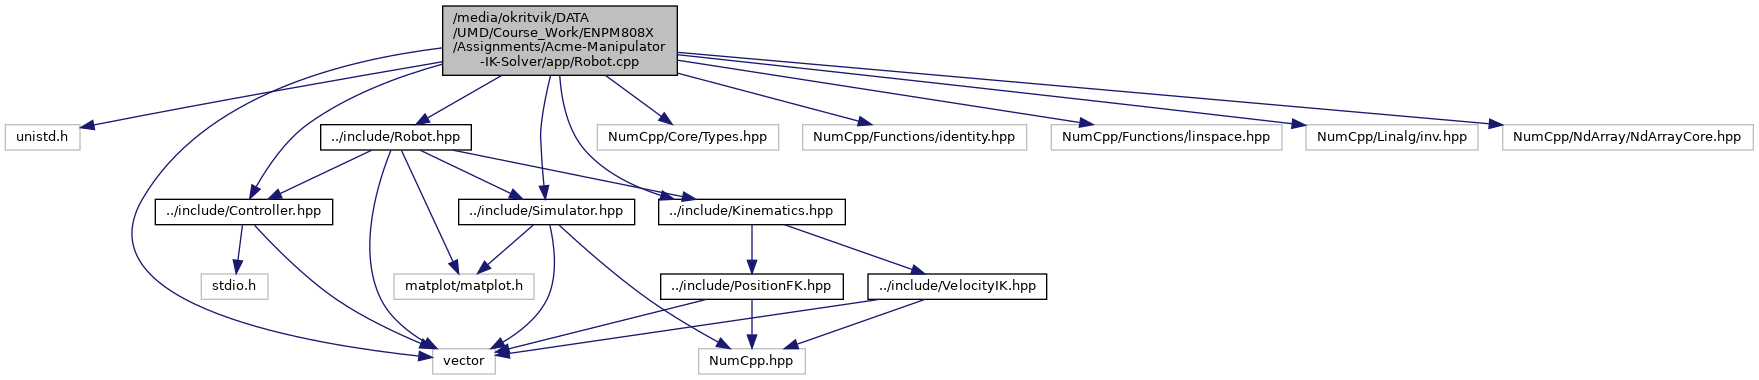 /media/okritvik/DATA
/UMD/Course_Work/ENPM808X
/Assignments/Acme-Manipulator
-IK-Solver/app/Robot.cpp
unistd.h
../include/Robot.hpp
NumCpp/Core/Types.hpp
NumCpp/Functions/identity.hpp
NumCpp/Functions/linspace.hpp
NumCpp/Linalg/inv.hpp
NumCpp/NdArray/NdArrayCore.hpp
../include/Controller.hpp
../include/Simulator.hpp
../include/Kinematics.hpp
stdio.h
matplot/matplot.h
../include/PositionFK.hpp
../include/VelocityIK.hpp
vector
NumCpp.hpp